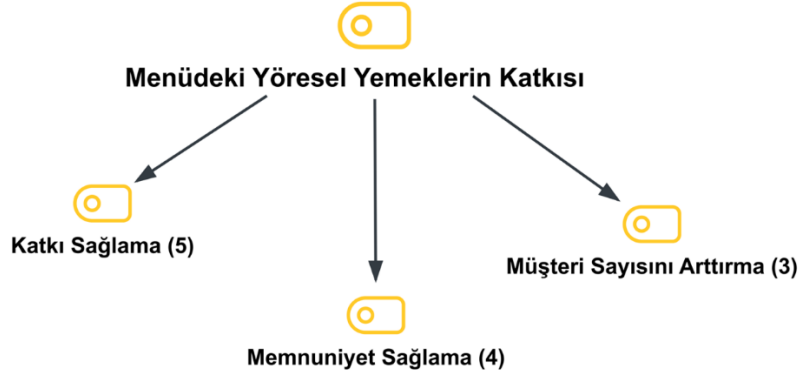 Menüdeki Yöresel Yemeklerin Katkısı
Katkı Sağlama (5)
Müşteri Sayısını Arttırma (3)
Memnuniyet Sağlama (4)